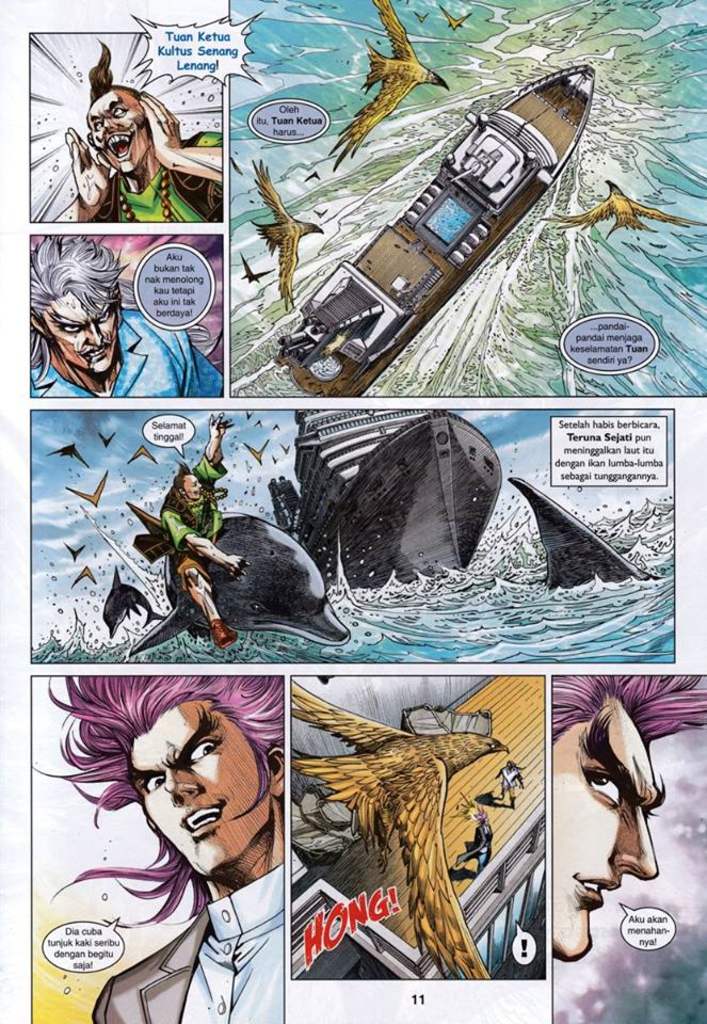 Tuan Ketua
Kultus Senang
Lenang!
Oleh
itu, Tuan Ketua
harus...
Aku
bukan tak
nak menolong
kau tetapi
aku ini tak
berdaya!
...pandai-
pandai menjaga
keselamatan Tuan
sendiri ya?
Selamat
tinggal!
Setelah habis berbicara,
Teruna Sejati pun
meninggalkan laut itu
dengan ikan lumba-lumba
sebagai tunggangannya.
Dia cuba
tunjuk kaki seribu
dengan begitu
saja!
HONG!
!
Aku akan
menahan-
nya!
11